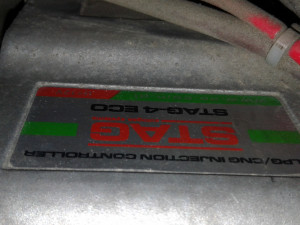 LPG/CNG INJECTION CONTROLLER
STAG
STAG-4 ECO